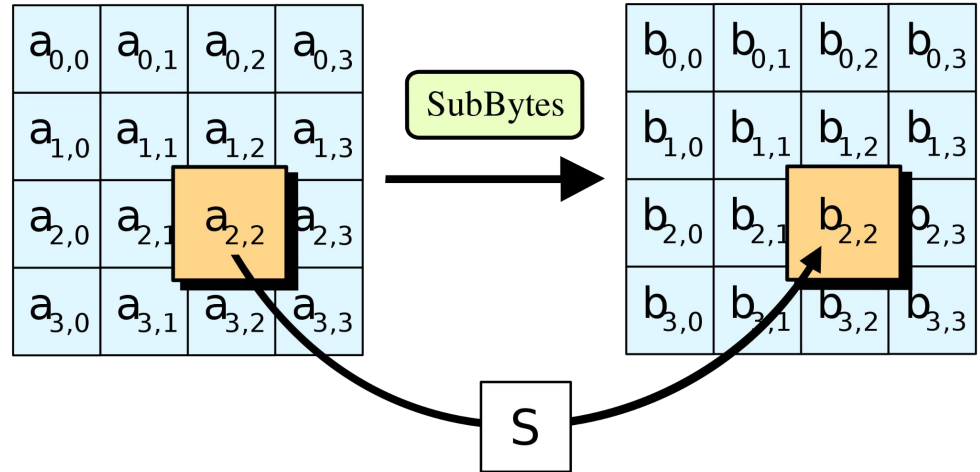 a0,0 a0,1 a0,2 a0,3
a1,0 a1,1 a1,2 a1,3
a2,0 a2,1 a2,2 a2,3
a3,0 a3,1 a3,2 a3,3
SubBytes
b0,0 b0,1 b0,2 b0,3
b1,0 b1,1 b1,2 b1,3
b2,0 b2,1 b2,2 b2,3
b3,0 b3,1 b3,2 b3,3
S